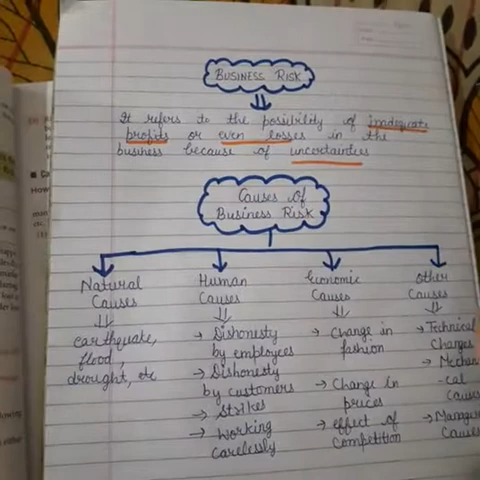 BUSINESS RISK
It refers to the possibility of inadequate
profits or even losses in the
business because of uncertainties
Causes of
Business Risk
Natural
Causes
earthquake,
flood,
drought, etc
Human
Causes
→ Dishonesty
by employees
→ Dishonesty
by customers
→ Strikes
→ Working
carelessly
Economic
Causes
→ Change in
fashion
→ Change in
prices
→ effect of
Competition
Other
Causes
→ Technical
Changes
→ Mechan
-cal
Causes
→ Manageme
Causes